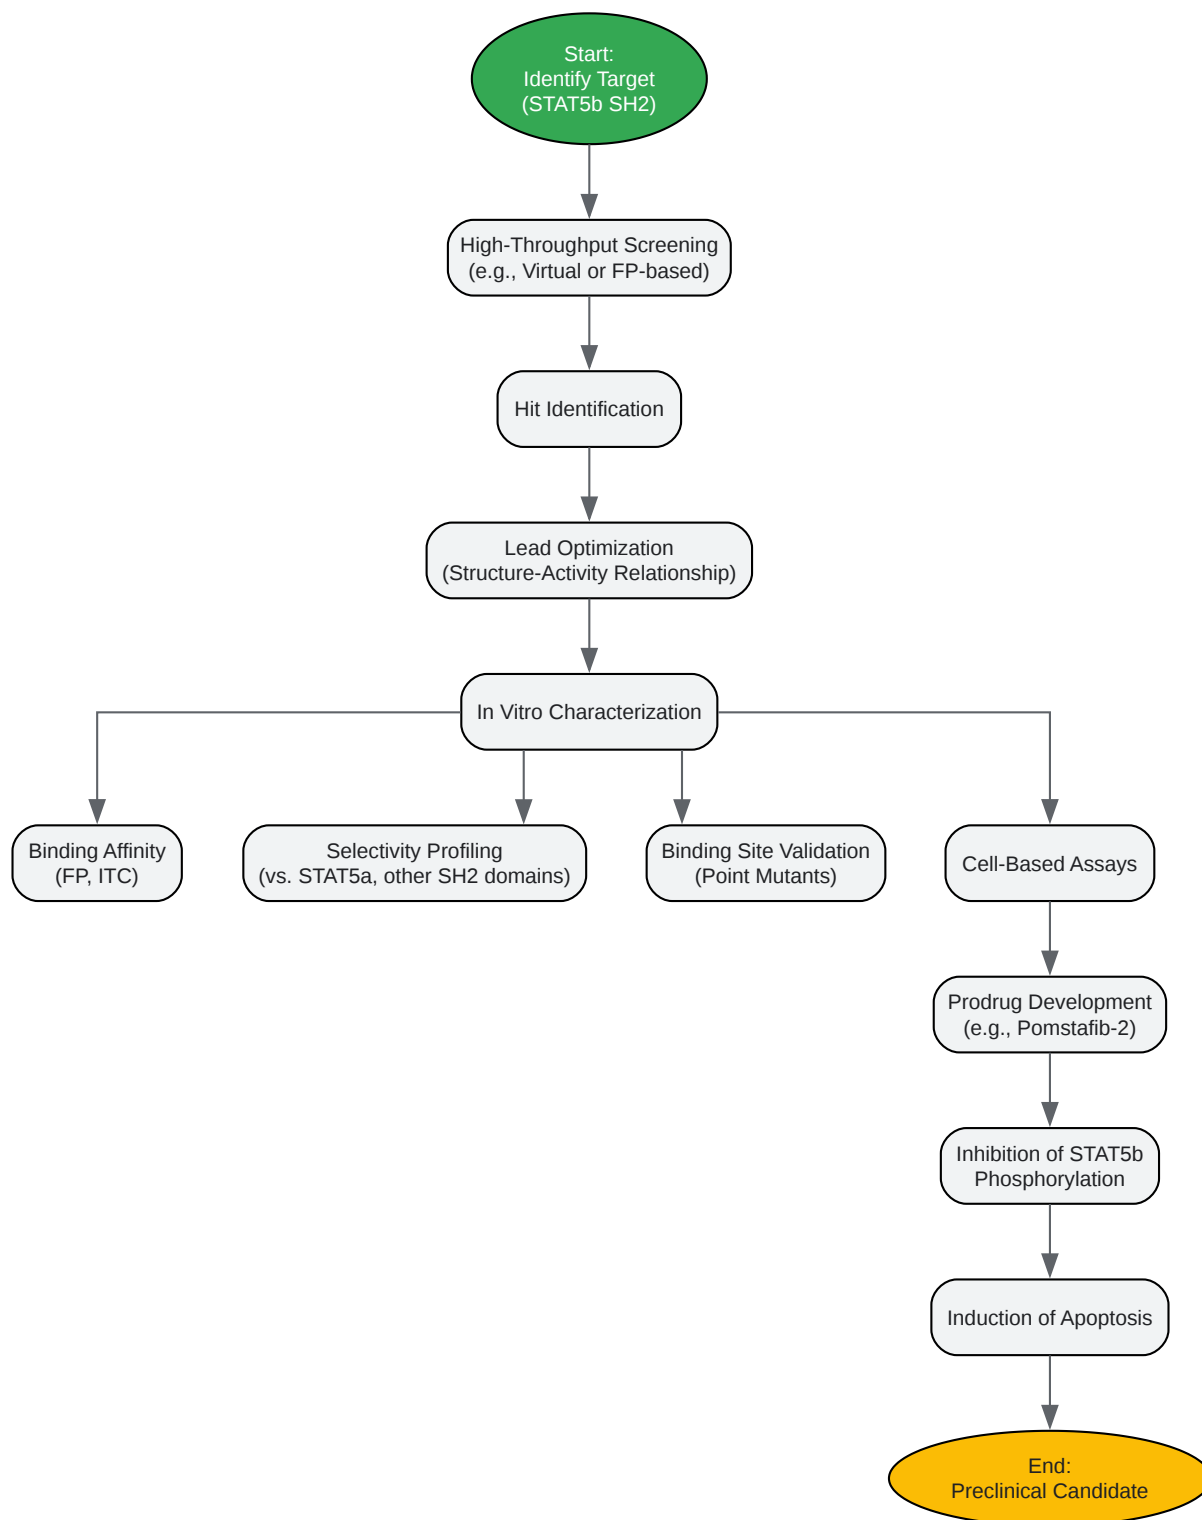 Start:
Identify Target
(STAT5b SH2)
High-Throughput Screening
(e.g., Virtual or FP-based)
Hit Identification
Lead Optimization
(Structure-Activity Relationship)
In Vitro Characterization
Binding Affinity
(FP, ITC)
Selectivity Profiling
(vs. STAT5a, other SH2 domains)
Binding Site Validation
(Point Mutants)
Cell-Based Assays
Prodrug Development
(e.g., Pomstafib-2)
Inhibition of STAT5b
Phosphorylation
Induction of Apoptosis
End:
Preclinical Candidate